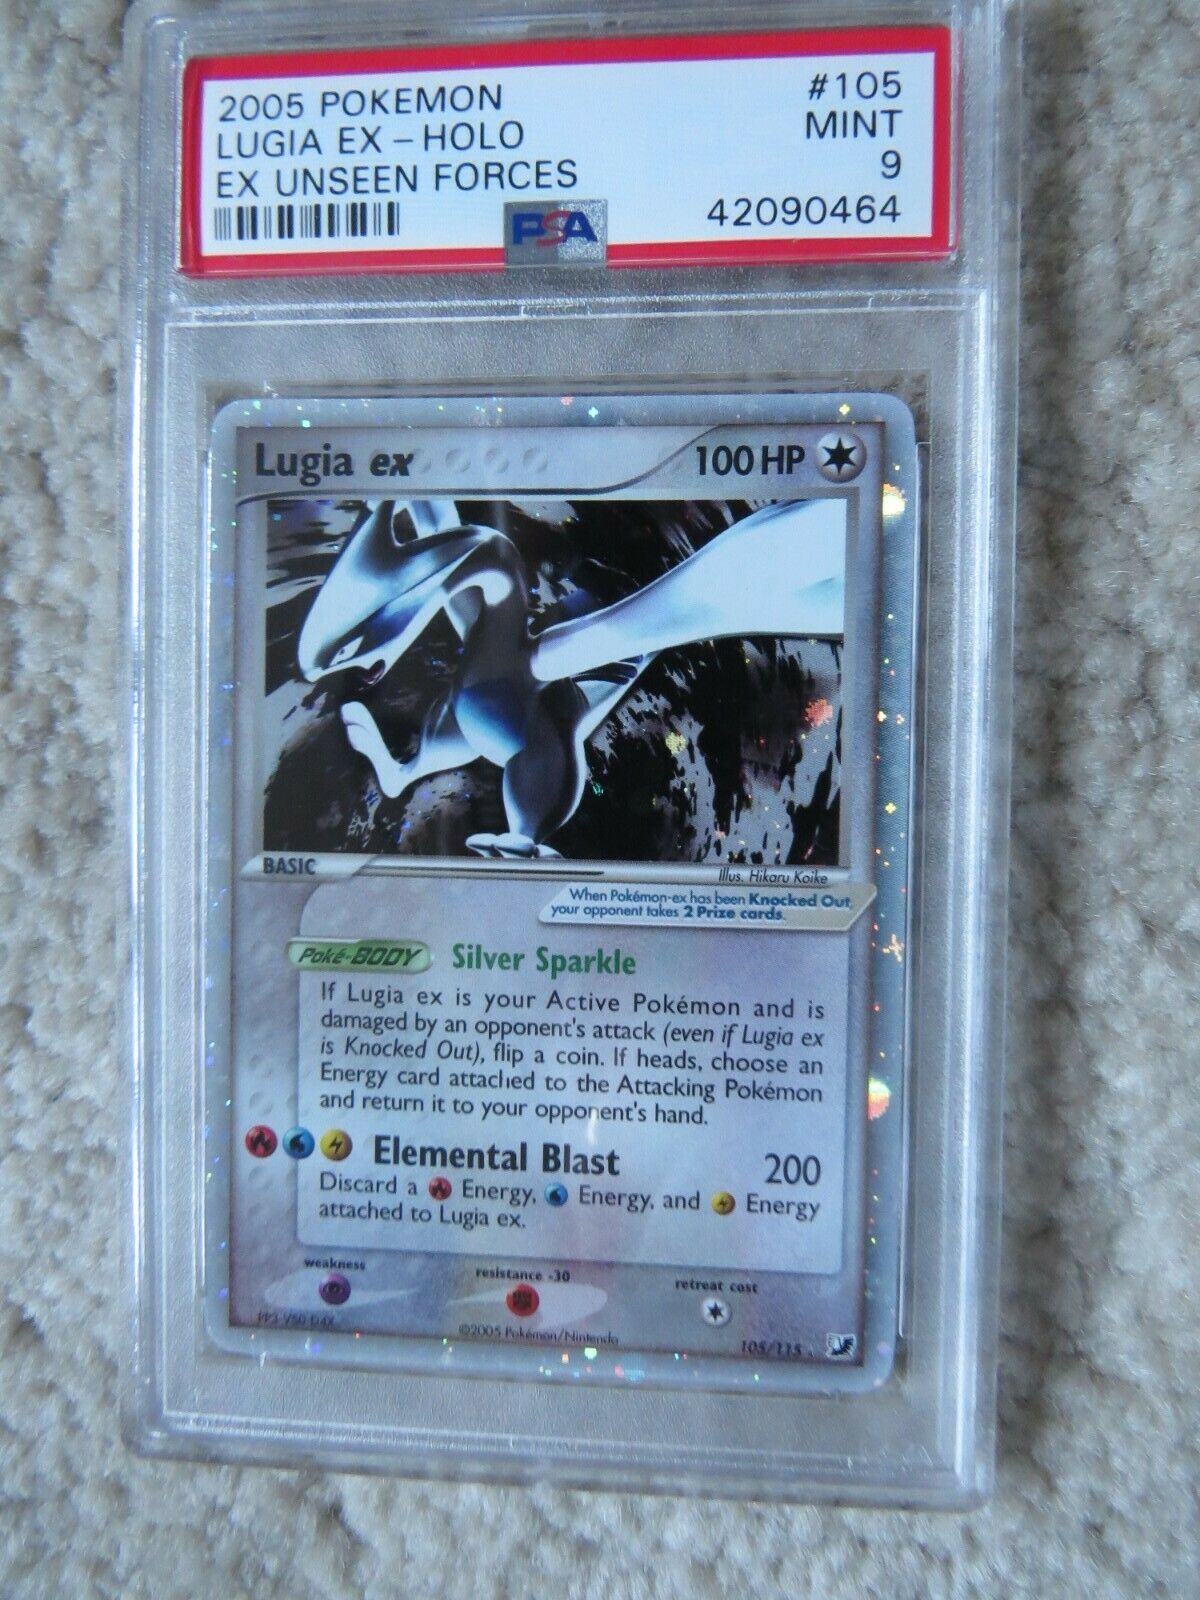 2005 POKEMON #105
LUGIA EX - HOLO MINT
EX UNSEEN FORCES 9
42090464
PSA
Lugia ex 100 HP
BASIC
Illus. Hikaru Koike
When Pokémon-ex has been Knocked Out,
your opponent takes 2 Prize cards.
Poké-BODY Silver Sparkle
If Lugia ex is your Active Pokémon and is
damaged by an opponent's attack (even if Lugia ex
is Knocked Out), flip a coin. If heads, choose an
Energy card attached to the Attacking Pokémon
and return it to your opponent's hand.
Elemental Blast 200
Discard a Energy, Energy, and Energy
attached to Lugia ex.
weakness resistance -30 retreat cost
©2005 Pokémon/Nintendo
105/115